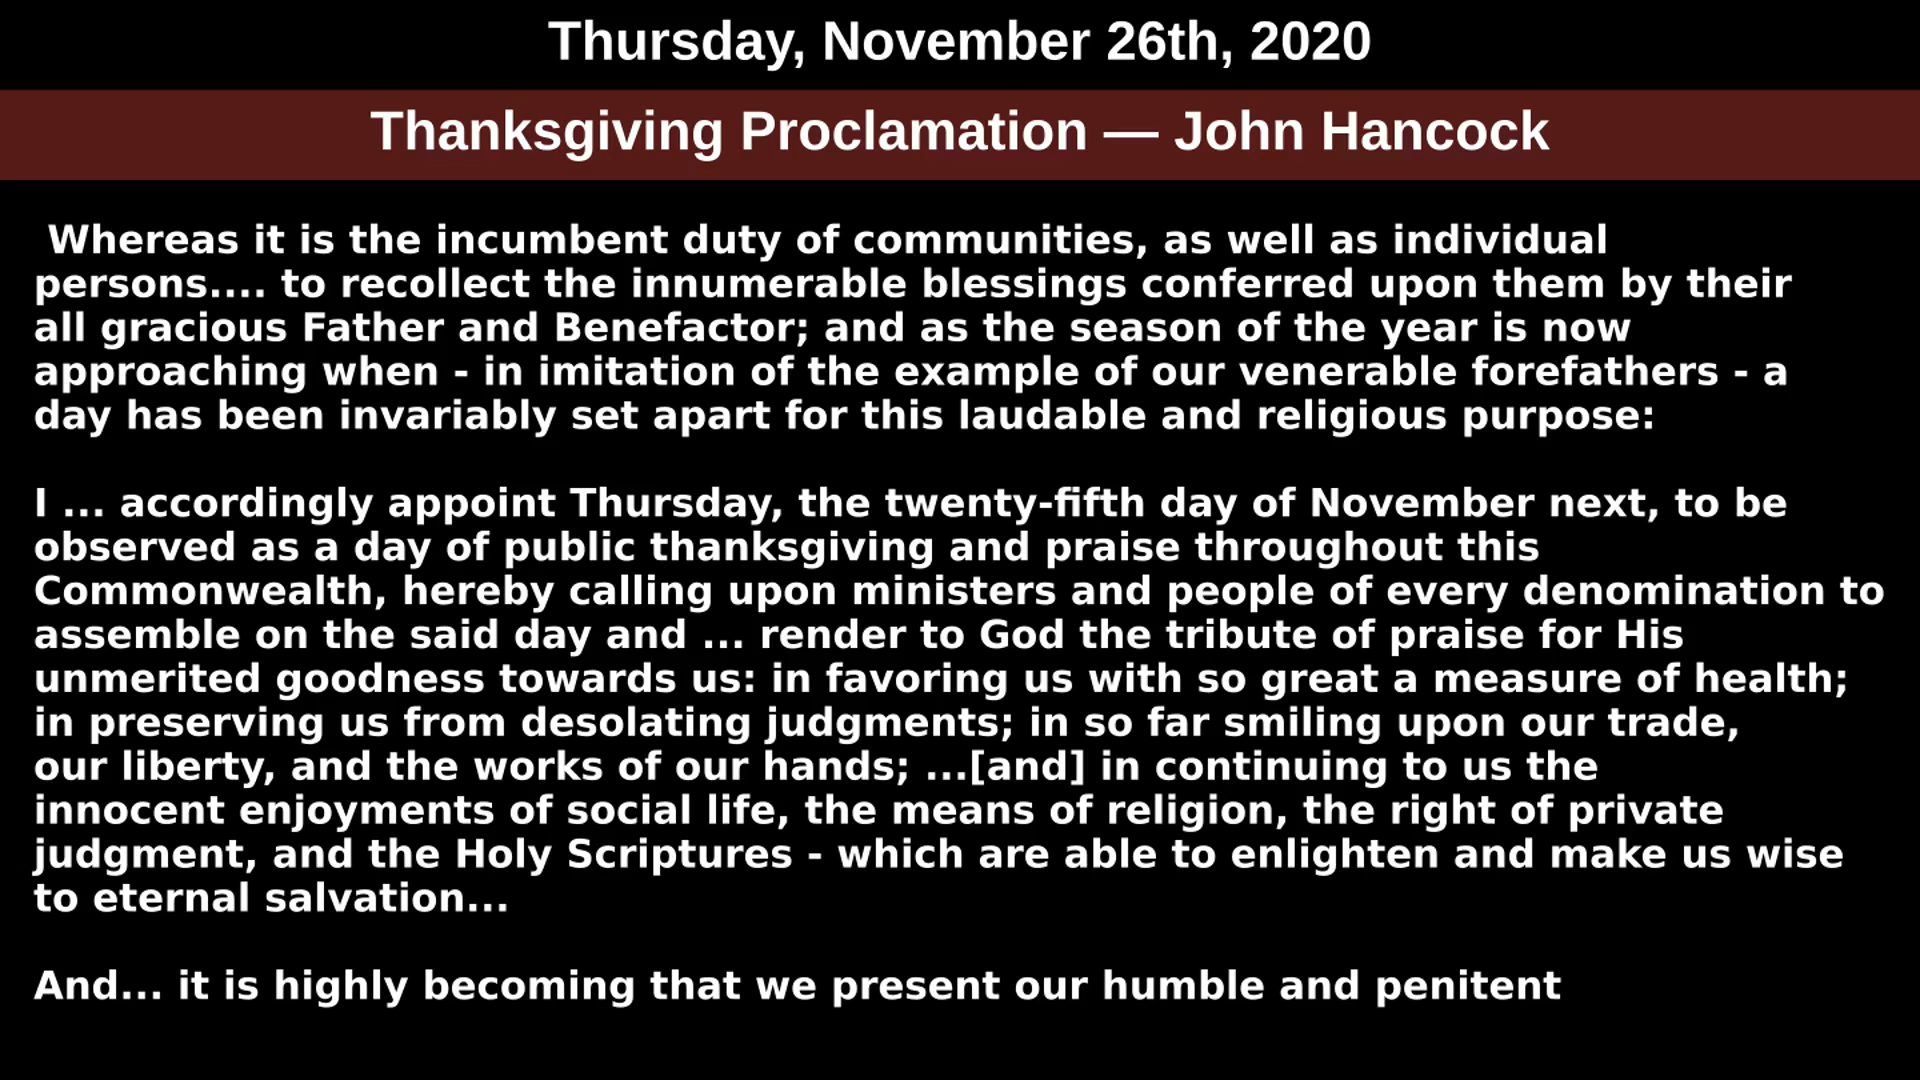 Thursday, November 26th, 2020
Thanksgiving Proclamation — John Hancock
Whereas it is the incumbent duty of communities, as well as individual
persons.... to recollect the innumerable blessings conferred upon them by their
all gracious Father and Benefactor; and as the season of the year is now
approaching when - in imitation of the example of our venerable forefathers - a
day has been invariably set apart for this laudable and religious purpose:
I ... accordingly appoint Thursday, the twenty-fifth day of November next, to be
observed as a day of public thanksgiving and praise throughout this
Commonwealth, hereby calling upon ministers and people of every denomination to
assemble on the said day and ... render to God the tribute of praise for His
unmerited goodness towards us: in favoring us with so great a measure of health;
in preserving us from desolating judgments; in so far smiling upon our trade,
our liberty, and the works of our hands; ...[and] in continuing to us the
innocent enjoyments of social life, the means of religion, the right of private
judgment, and the Holy Scriptures - which are able to enlighten and make us wise
to eternal salvation...
And... it is highly becoming that we present our humble and penitent